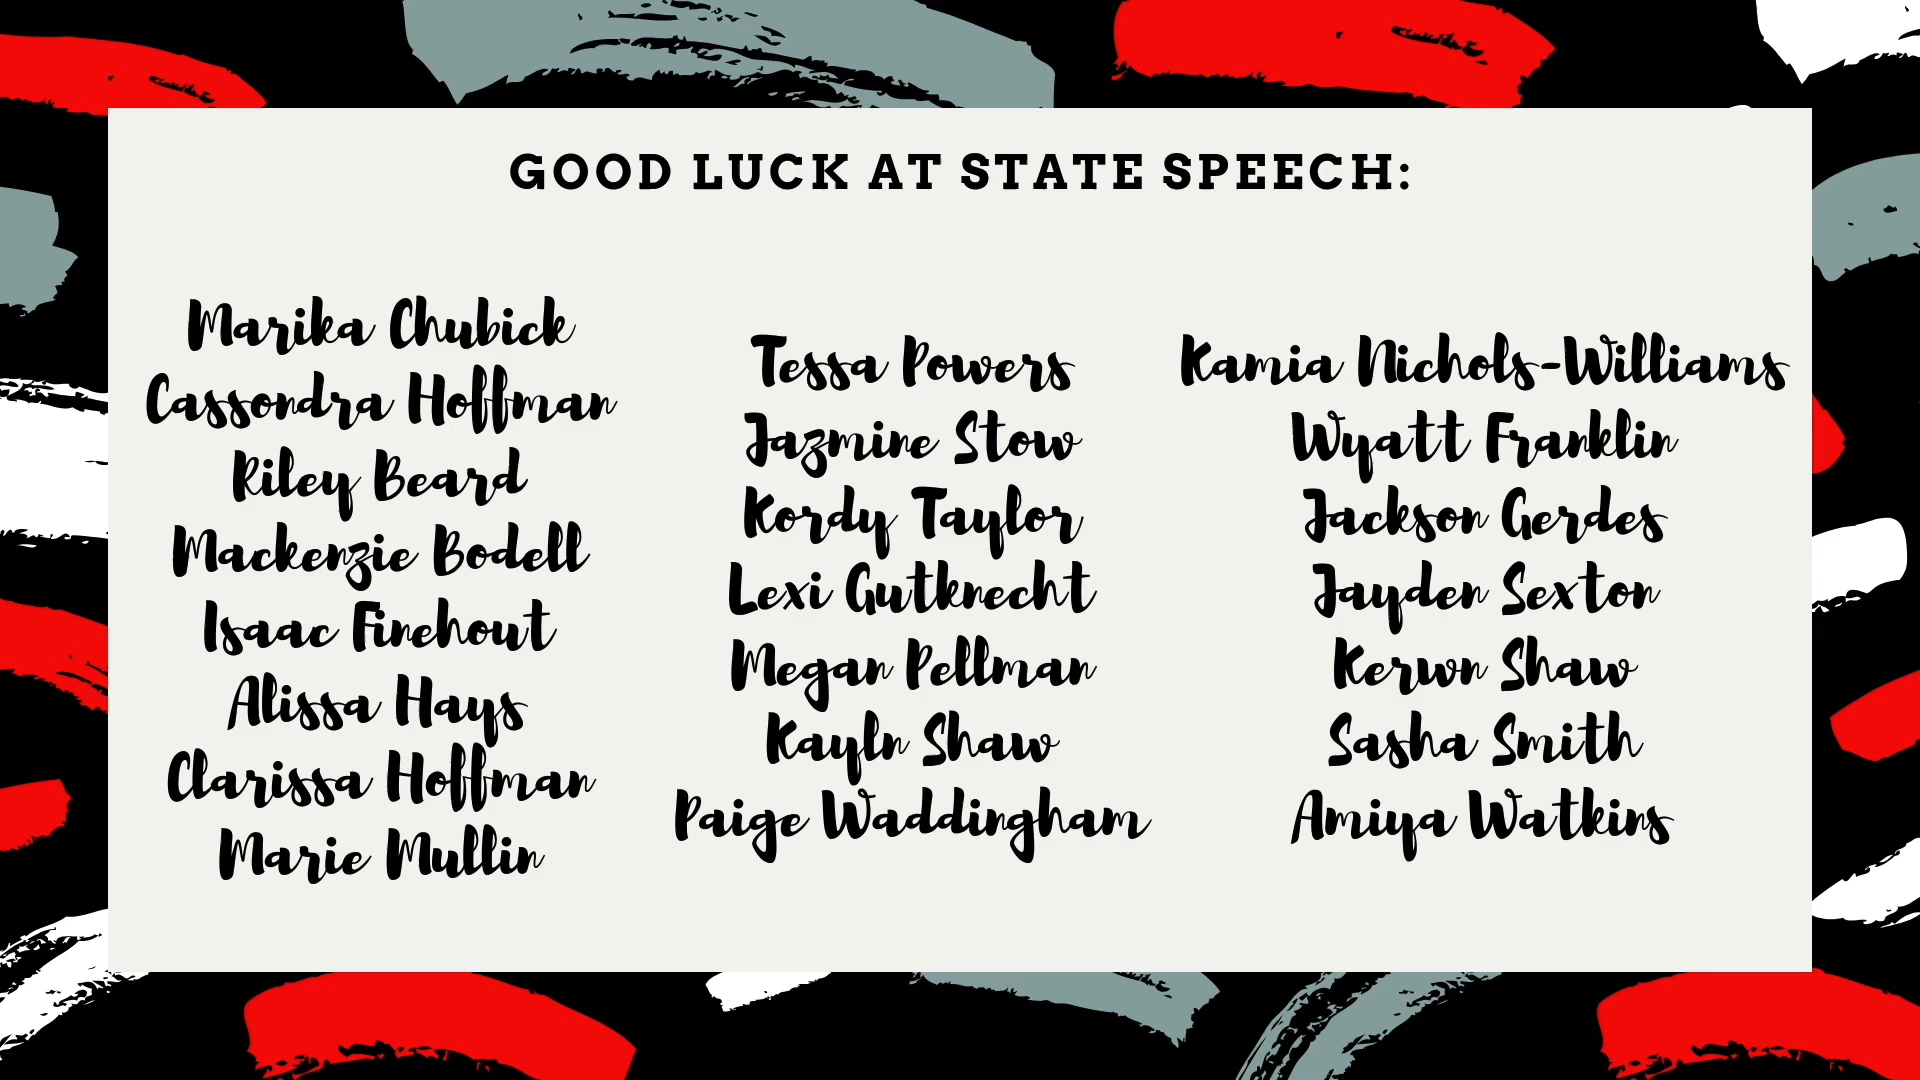 GOOD LUCK AT STATE SPEECH:
Marika Chubick
Cassondra Hoffman
Riley Beard
Mackenzie Bodell
Isaac Finehout
Alissa Hays
Clarissa Hoffman
Marie Mullin
Tessa Powers
Jazmine Stow
Kordy Taylor
Lexi Gutknecht
Megan Pellman
Kayln Shaw
Paige Waddingham
Kamia Nichols-Williams
Wyatt Franklin
Jackson Gerdes
Jayden Sexton
Kerwn Shaw
Sasha Smith
Amiya Watkins